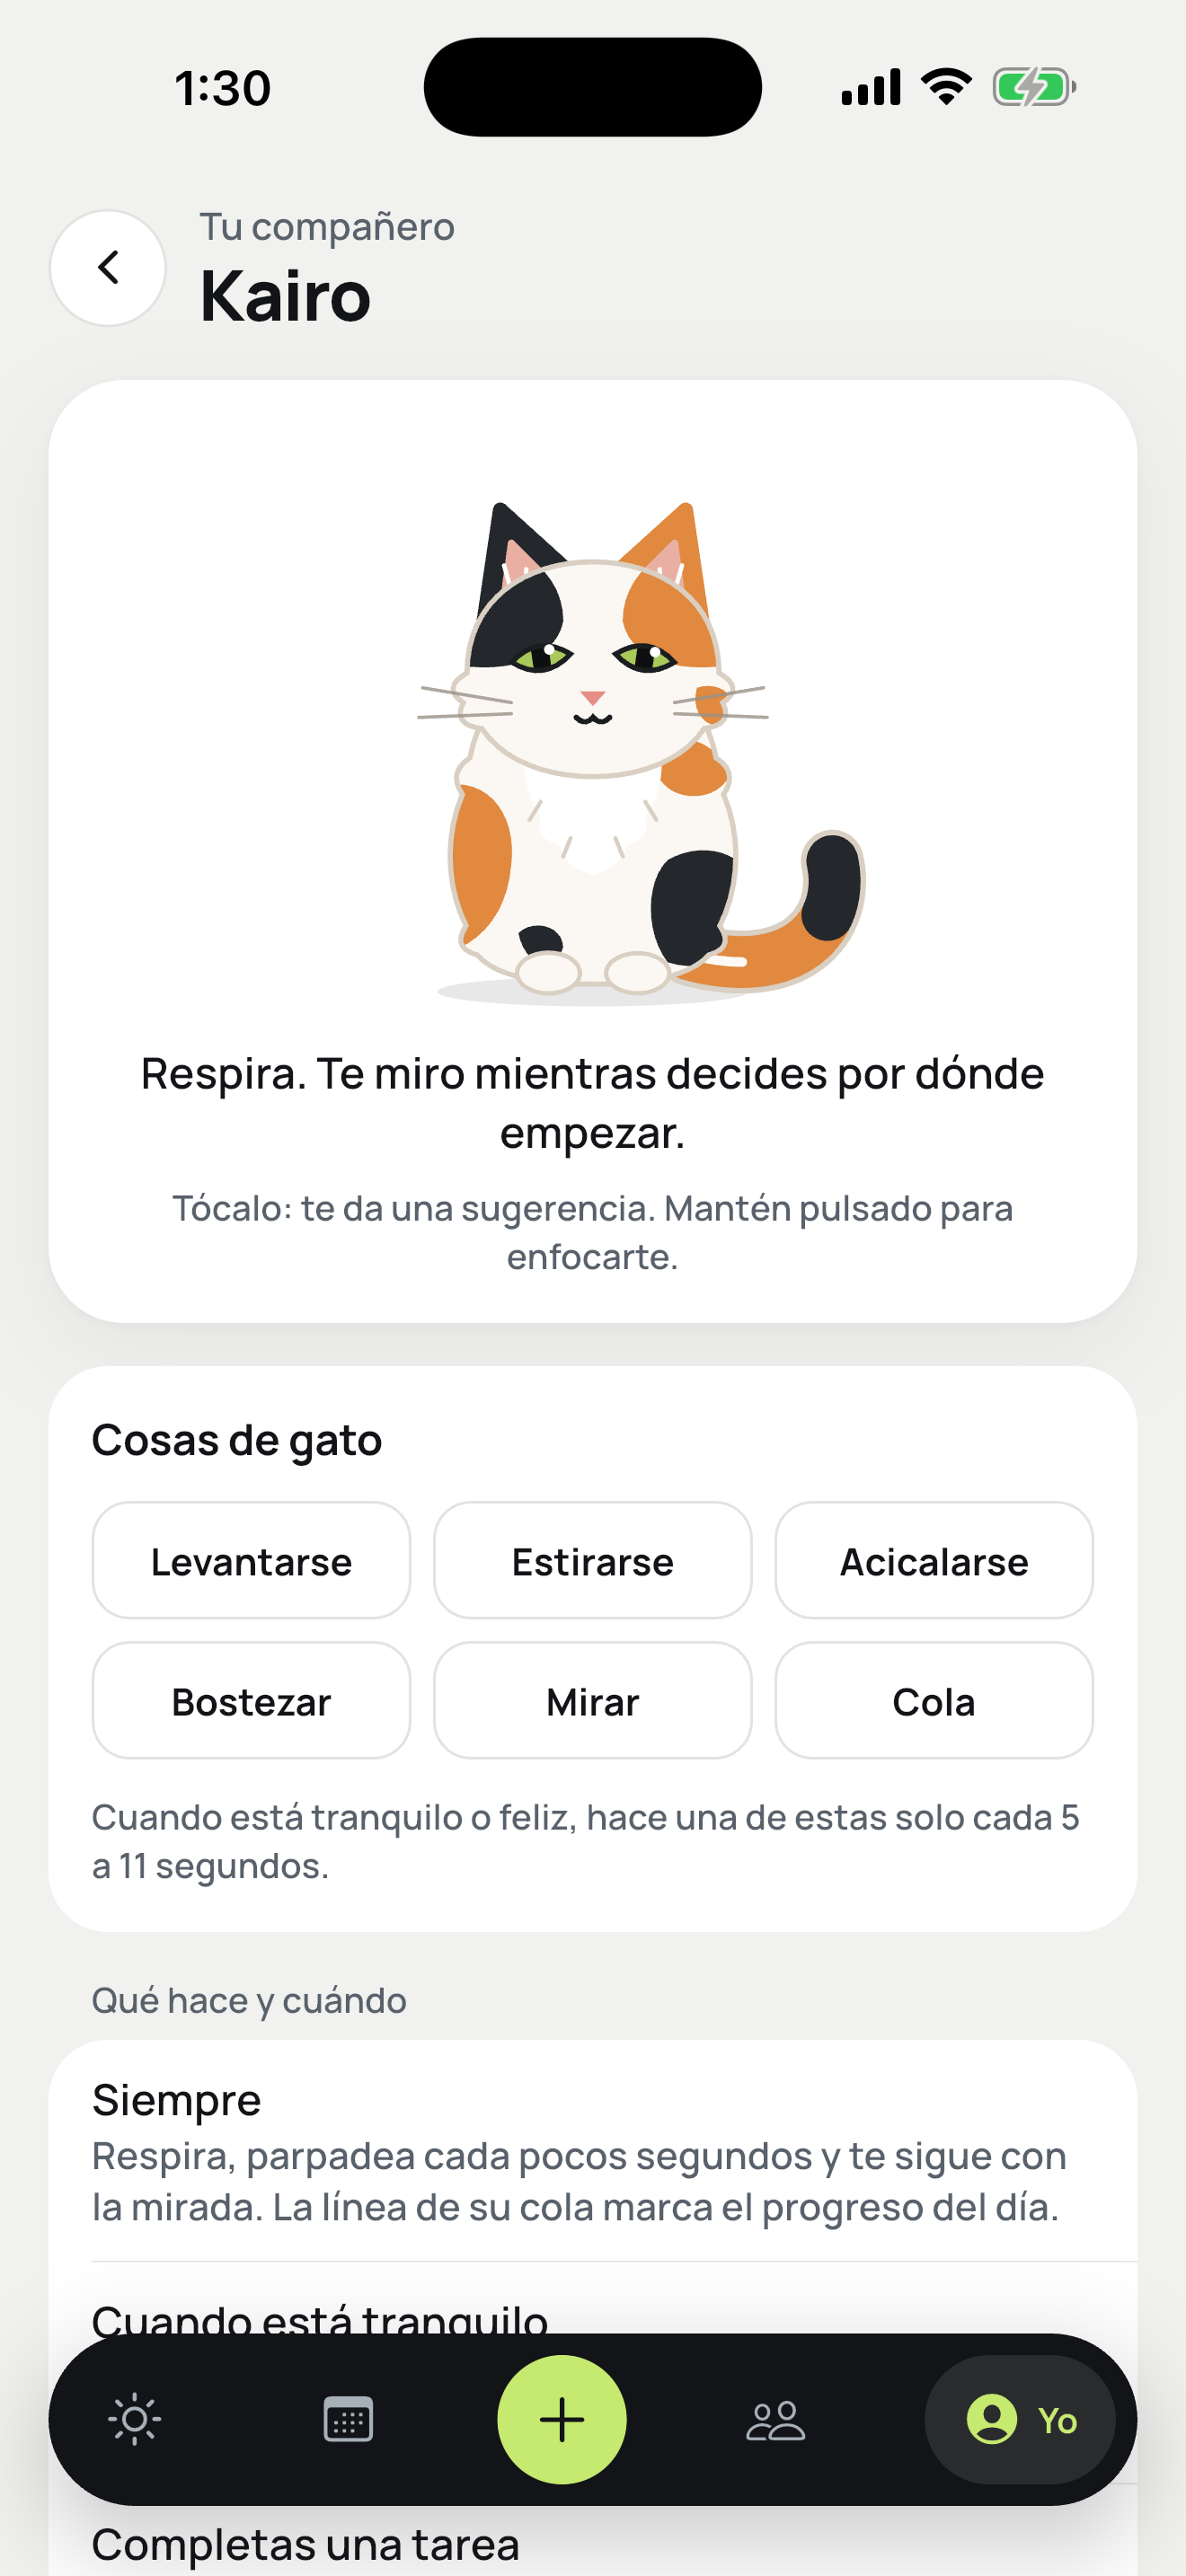 1:30
Tu compañero
Kairo
Respira. Te miro mientras decides por dónde
empezar.
Tócalo: te da una sugerencia. Mantén pulsado para
enfocarte.
Cosas de gato
Levantarse
Estirarse
Acicalarse
Bostezar
Mirar
Cola
Cuando está tranquilo o feliz, hace una de estas solo cada 5
a 11 segundos.
Qué hace y cuándo
Siempre
Respira, parpadea cada pocos segundos y te sigue con
la mirada. La línea de su cola marca el progreso del día.
Cuando está tranquilo
Yo
Completas una tarea